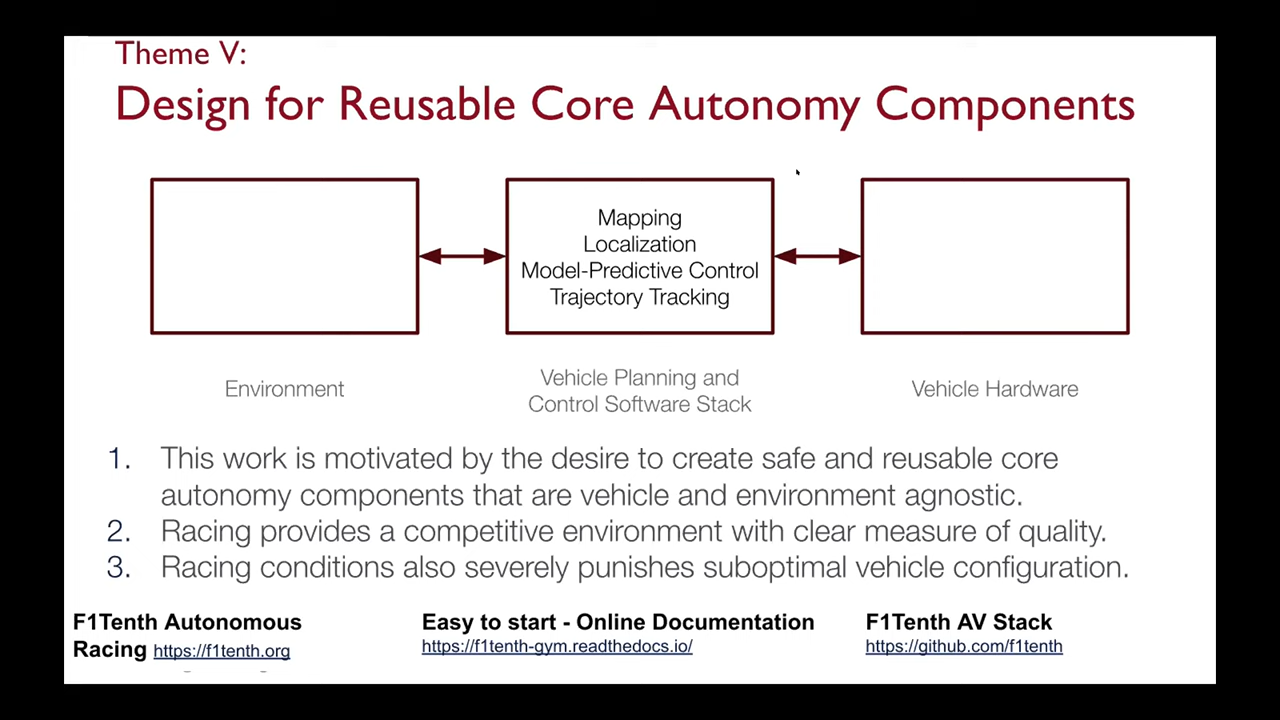 Theme V:
Design for Reusable Core Autonomy Components
Mapping
Localization
Model-Predictive Control
Trajectory Tracking
Environment
Vehicle Planning and
Control Software Stack
Vehicle Hardware
1. This work is motivated by the desire to create safe and reusable core
autonomy components that are vehicle and environment agnostic.
2. Racing provides a competitive environment with clear measure of quality.
3. Racing conditions also severely punishes suboptimal vehicle configuration.
F1Tenth Autonomous
Racing https://f1tenth.org
Easy to start - Online Documentation
https://f1tenth-gym.readthedocs.io/
F1Tenth AV Stack
https://github.com/f1tenth